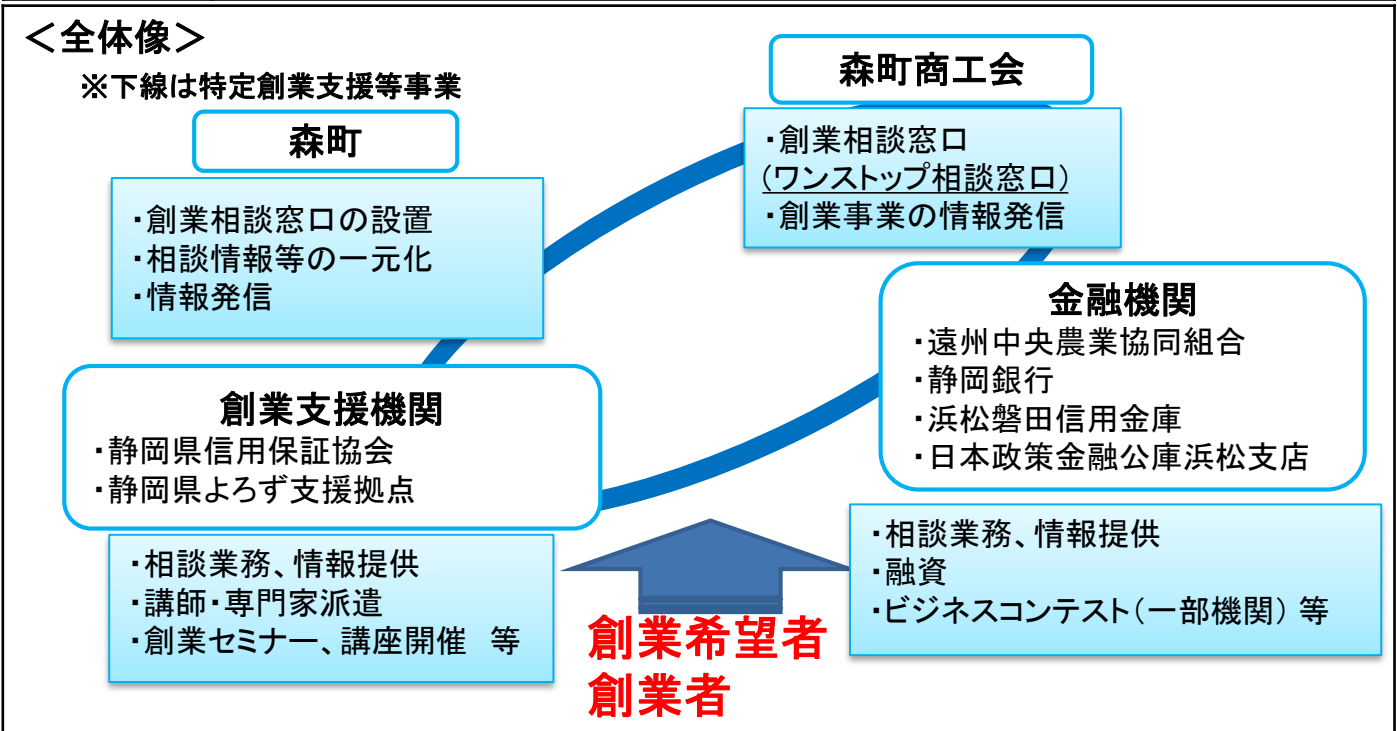 ＜全体像＞
※下線は特定創業支援等事業
森町
・創業相談窓口の設置
・相談情報等の一元化
・情報発信
森町商工会
・創業相談窓口
(ワンストップ相談窓口)
・創業事業の情報発信
創業支援機関
・静岡県信用保証協会
・静岡県よろず支援拠点
・相談業務、情報提供
・講師・専門家派遣
・創業セミナー、講座開催　等
金融機関
・遠州中央農業協同組合
・静岡銀行
・浜松磐田信用金庫
・日本政策金融公庫浜松支店
・相談業務、情報提供
・融資
・ビジネスコンテスト（一部機関）等
創業希望者
創業者